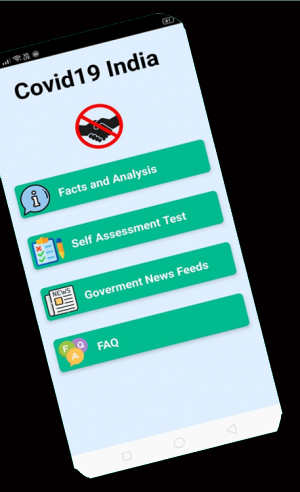 Covid19 India
Facts and Analysis
Self Assessment Test
NEWS
Goverment News Feeds
F Q A
FAQ